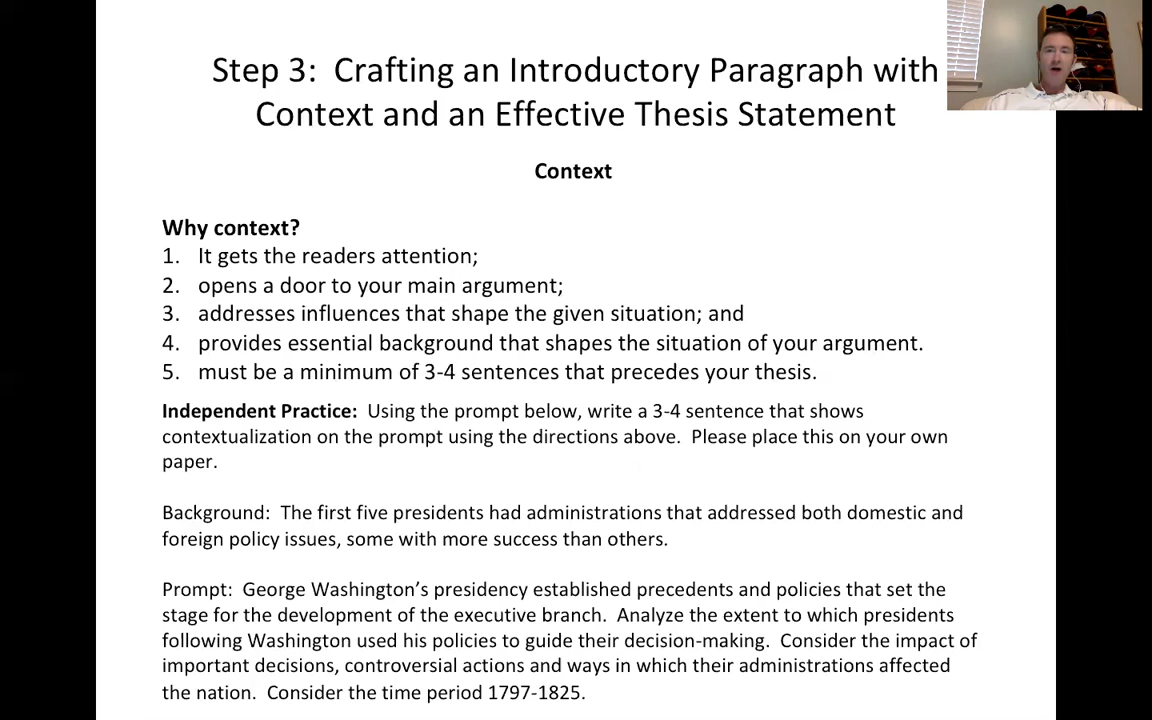 Step 3:  Crafting an Introductory Paragraph with
Context and an Effective Thesis Statement
Context
Why context?
1.   It gets the readers attention;
2.   opens a door to your main argument;
3.   addresses influences that shape the given situation; and
4.   provides essential background that shapes the situation of your argument.
5.   must be a minimum of 3-4 sentences that precedes your thesis.
Independent Practice:  Using the prompt below, write a 3-4 sentence that shows
contextualization on the prompt using the directions above.  Please place this on your own
paper.
Background:  The first five presidents had administrations that addressed both domestic and
foreign policy issues, some with more success than others.
Prompt:  George Washington’s presidency established precedents and policies that set the
stage for the development of the executive branch.  Analyze the extent to which presidents
following Washington used his policies to guide their decision-making.  Consider the impact of
important decisions, controversial actions and ways in which their administrations affected
the nation.  Consider the time period 1797-1825.